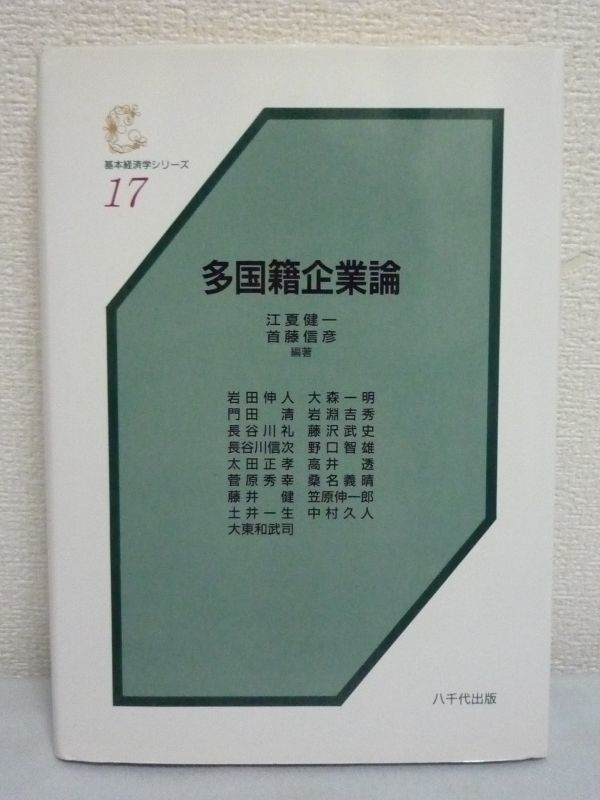 基本経済学シリーズ
17
多国籍企業論
江夏健一
首藤信彦
編著
岩田伸人 大森一明
門田 清 岩淵吉秀
長谷川礼 藤沢武史
長谷川信次 野口智雄
太田正孝 高井 透
菅原秀幸 桑名義晴
藤井 健 笠原伸一郎
土井一生 中村久人
大東和武司
八千代出版